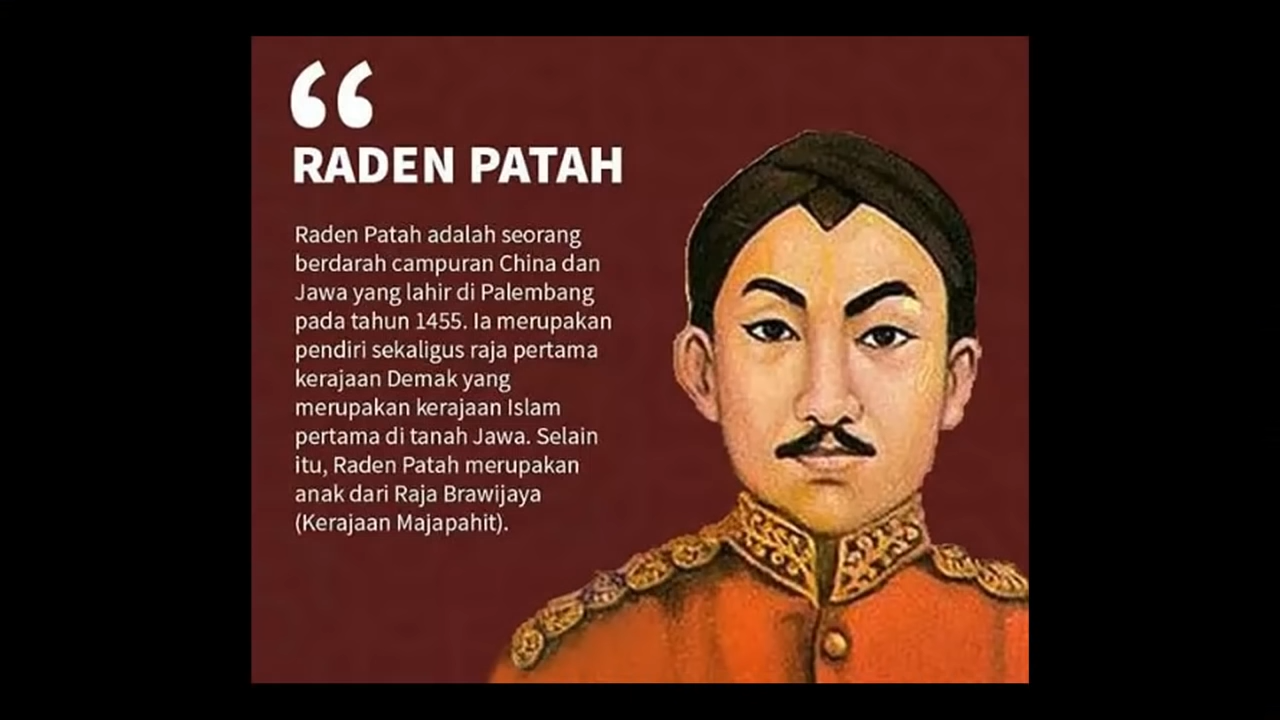 “
RADEN PATAH
Raden Patah adalah seorang
berdarah campuran China dan
Jawa yang lahir di Palembang
pada tahun 1455. Ia merupakan
pendiri sekaligus raja pertama
kerajaan Demak yang
merupakan kerajaan Islam
pertama di tanah Jawa. Selain
itu, Raden Patah merupakan
anak dari Raja Brawijaya
(Kerajaan Majapahit).